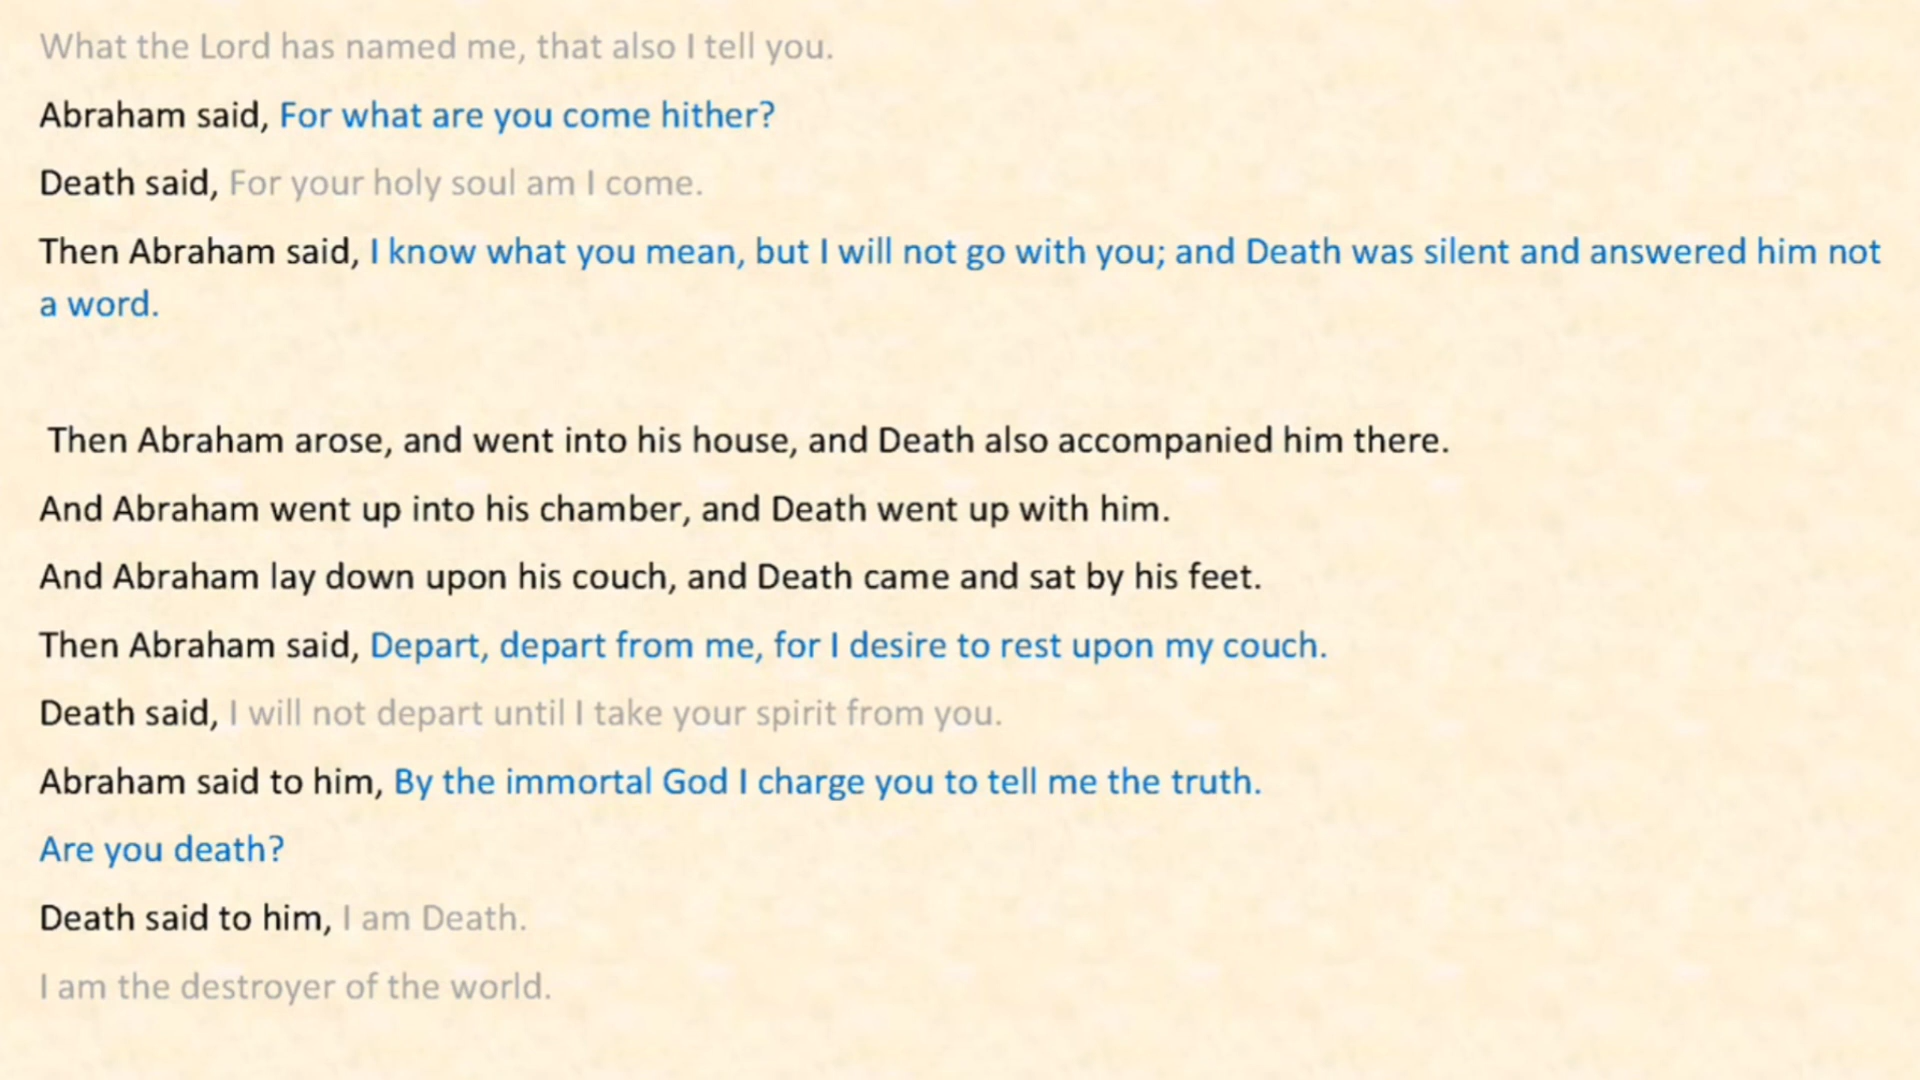 What the Lord has named me, that also I tell you.
Abraham said, For what are you come hither?
Death said, For your holy soul am I come.
Then Abraham said, I know what you mean, but I will not go with you; and Death was silent and answered him not
a word.
Then Abraham arose, and went into his house, and Death also accompanied him there.
And Abraham went up into his chamber, and Death went up with him.
And Abraham lay down upon his couch, and Death came and sat by his feet.
Then Abraham said, Depart, depart from me, for I desire to rest upon my couch.
Death said, I will not depart until I take your spirit from you.
Abraham said to him, By the immortal God I charge you to tell me the truth.
Are you death?
Death said to him, I am Death.
I am the destroyer of the world.